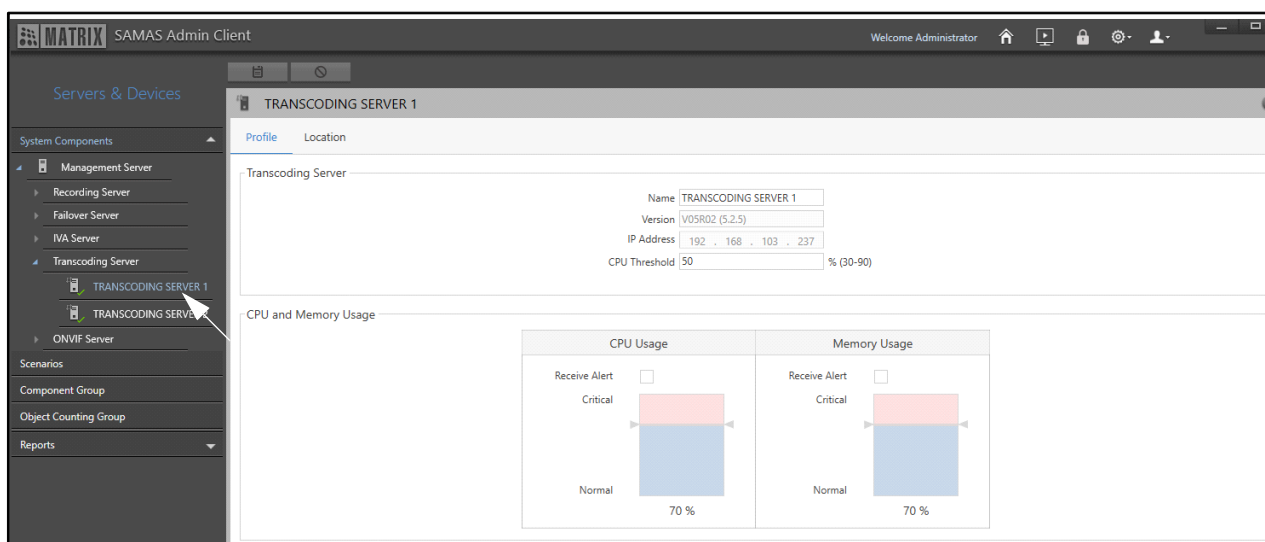 MATRIX SAMAS Admin Client
Welcome Administrator
Servers & Devices
System Components
Management Server
Recording Server
Failover Server
IVA Server
Transcoding Server
TRANSCODING SERVER 1
TRANSCODING SERVE
ONVIF Server
Scenarios
Component Group
Object Counting Group
Reports
TRANSCODING SERVER 1
Profile Location
Transcoding Server
Name TRANSCODING SERVER 1
Version V05R02 (5.2.5)
IP Address 192 . 168 . 103 . 237
CPU Threshold 50 % (30-90)
CPU and Memory Usage
CPU Usage Memory Usage
Receive Alert Receive Alert
Critical Critical
Normal Normal
70 % 70 %